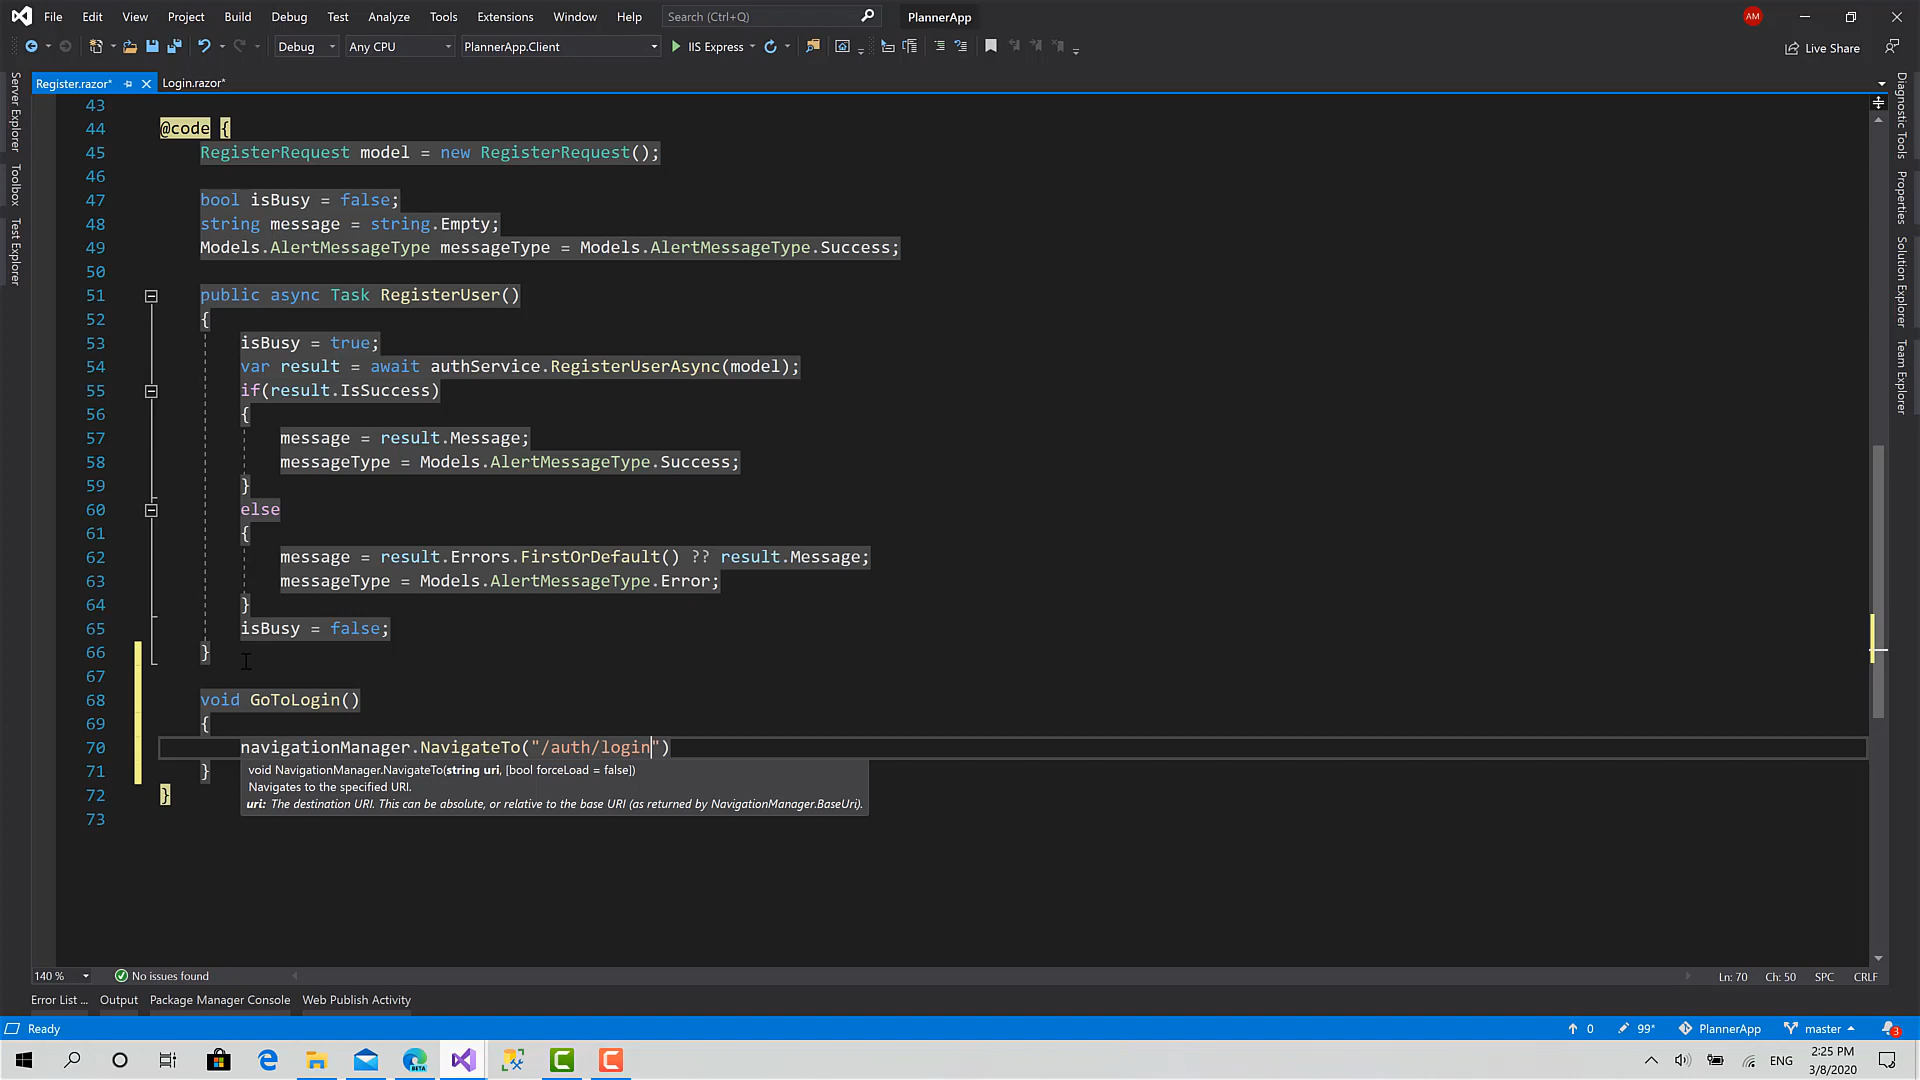 File Edit View Project Build Debug Test Analyze Tools Extensions Window Help Search (Ctrl+Q) PlannerApp AM
Debug Any CPU PlannerApp.Client IIS Express Live Share
Register.razor* Login.razor*
Server Explorer
Toolbox
Test Explorer
Diagnostic Tools
Properties
Solution Explorer
Team Explorer
43
44 @code {
45 RegisterRequest model = new RegisterRequest();
46
47 bool isBusy = false;
48 string message = string.Empty;
49 Models.AlertMessageType messageType = Models.AlertMessageType.Success;
50
51 public async Task RegisterUser()
52 {
53 isBusy = true;
54 var result = await authService.RegisterUserAsync(model);
55 if(result.IsSuccess)
56 {
57 message = result.Message;
58 messageType = Models.AlertMessageType.Success;
59 }
60 else
61 {
62 message = result.Errors.FirstOrDefault() ?? result.Message;
63 messageType = Models.AlertMessageType.Error;
64 }
65 isBusy = false;
66 }
67
68 void GoToLogin()
69 {
70 navigationManager.NavigateTo("/auth/login")
71 }
void NavigationManager.NavigateTo(string uri, [bool forceLoad = false])
Navigates to the specified URI.
uri: The destination URI. This can be absolute, or relative to the base URI (as returned by NavigationManager.BaseUri).
72 }
73
140 % No issues found Ln: 70 Ch: 50 SPC CRLF
Error List ... Output Package Manager Console Web Publish Activity
Ready 0 99* PlannerApp master 3
BETA ENG 2:25 PM
3/8/2020